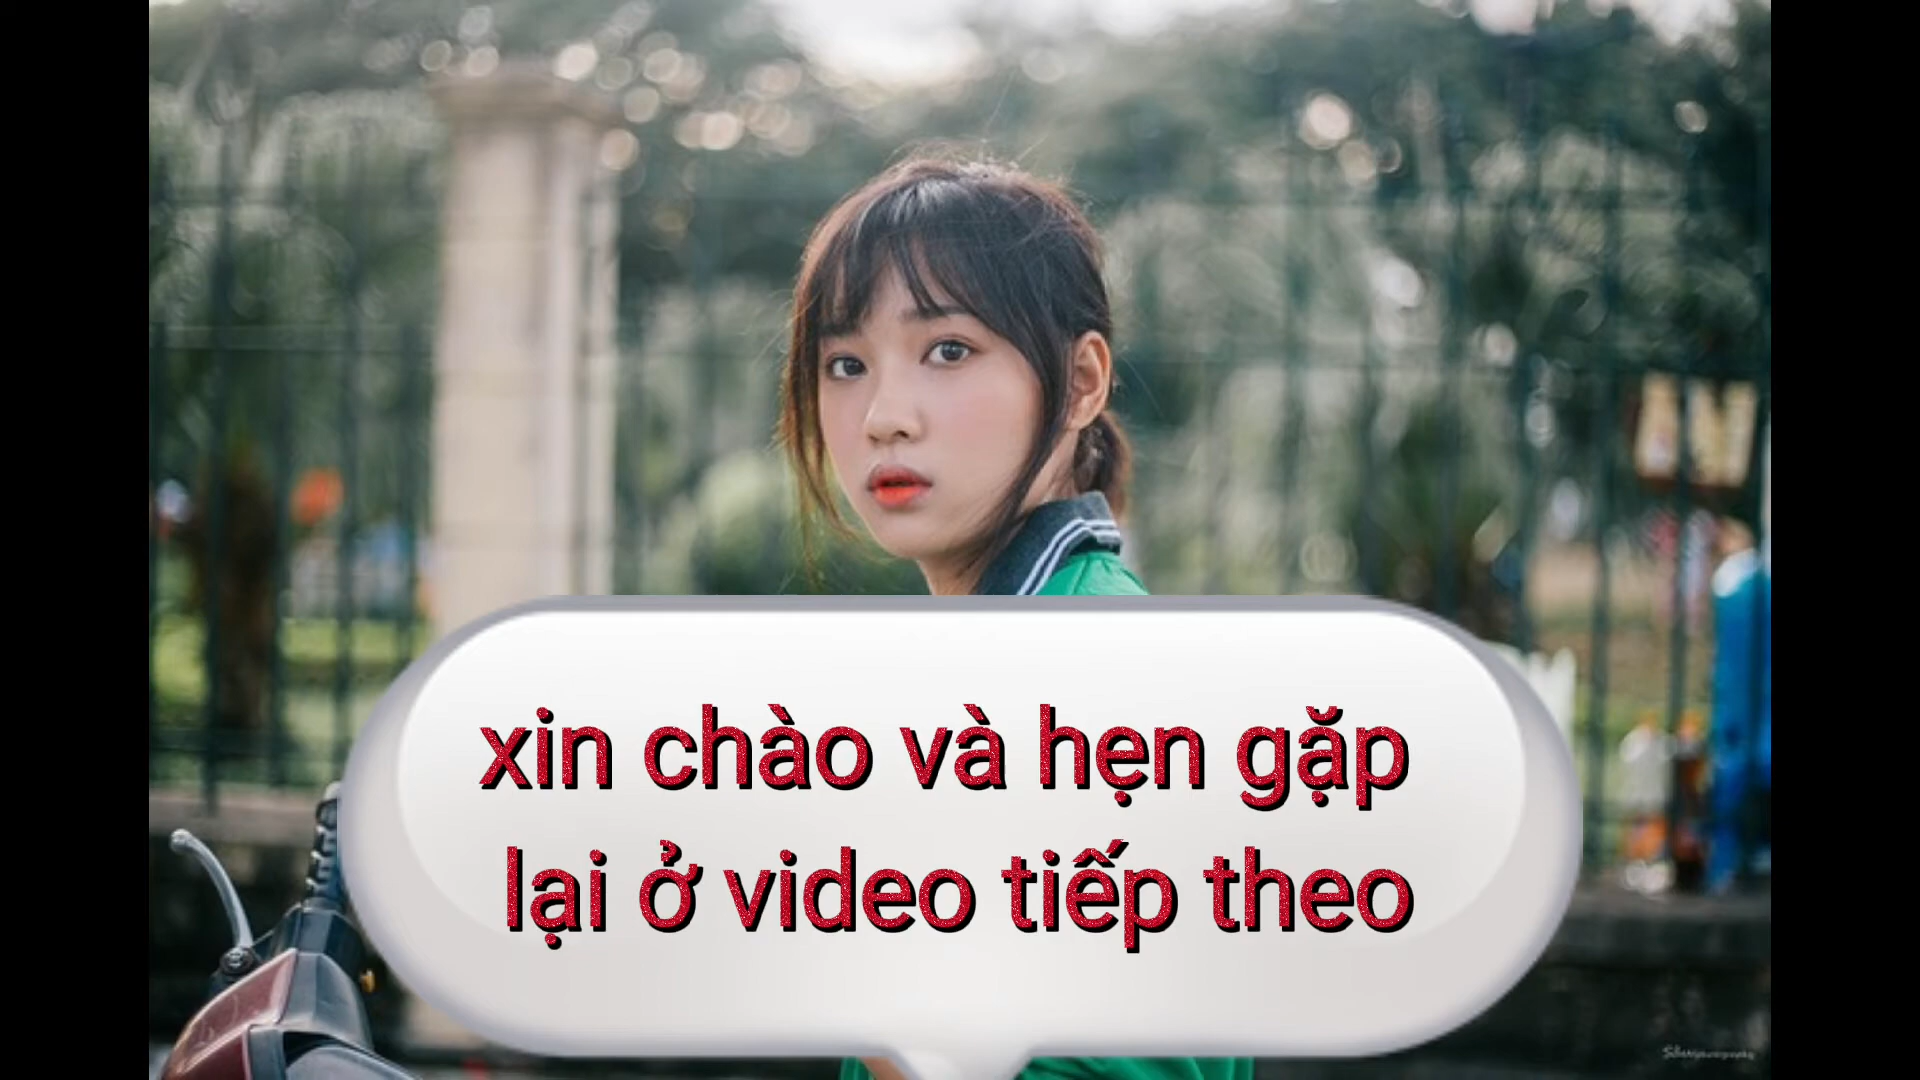 xin chào và hẹn gặp
lại ở video tiếp theo